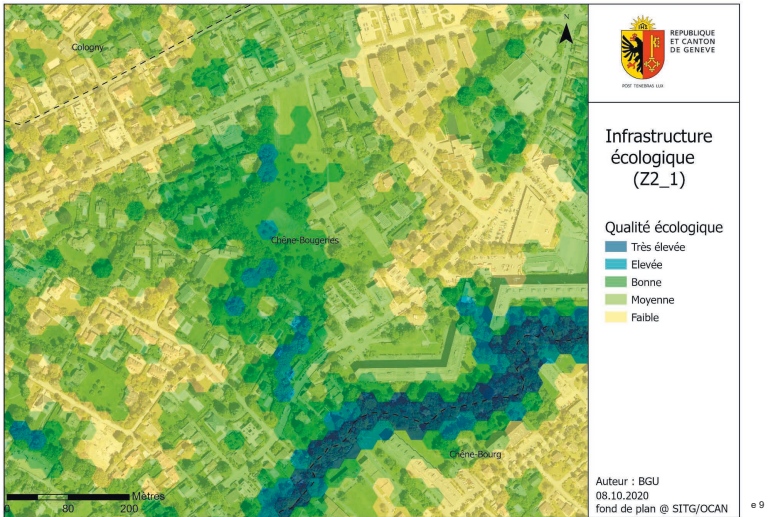 Cologny
N
Chêne-Bougeries
Chêne-Bourg
Mètres
0 80 200
REPUBLIQUE
ET CANTON
DE GENEVE
POST TENEBRAS LUX
Infrastructure
écologique
(Z2_1)
Qualité écologique
Très élevée
Elevée
Bonne
Moyenne
Faible
Auteur : BGU
08.10.2020
fond de plan @ SITG/OCAN
e 9